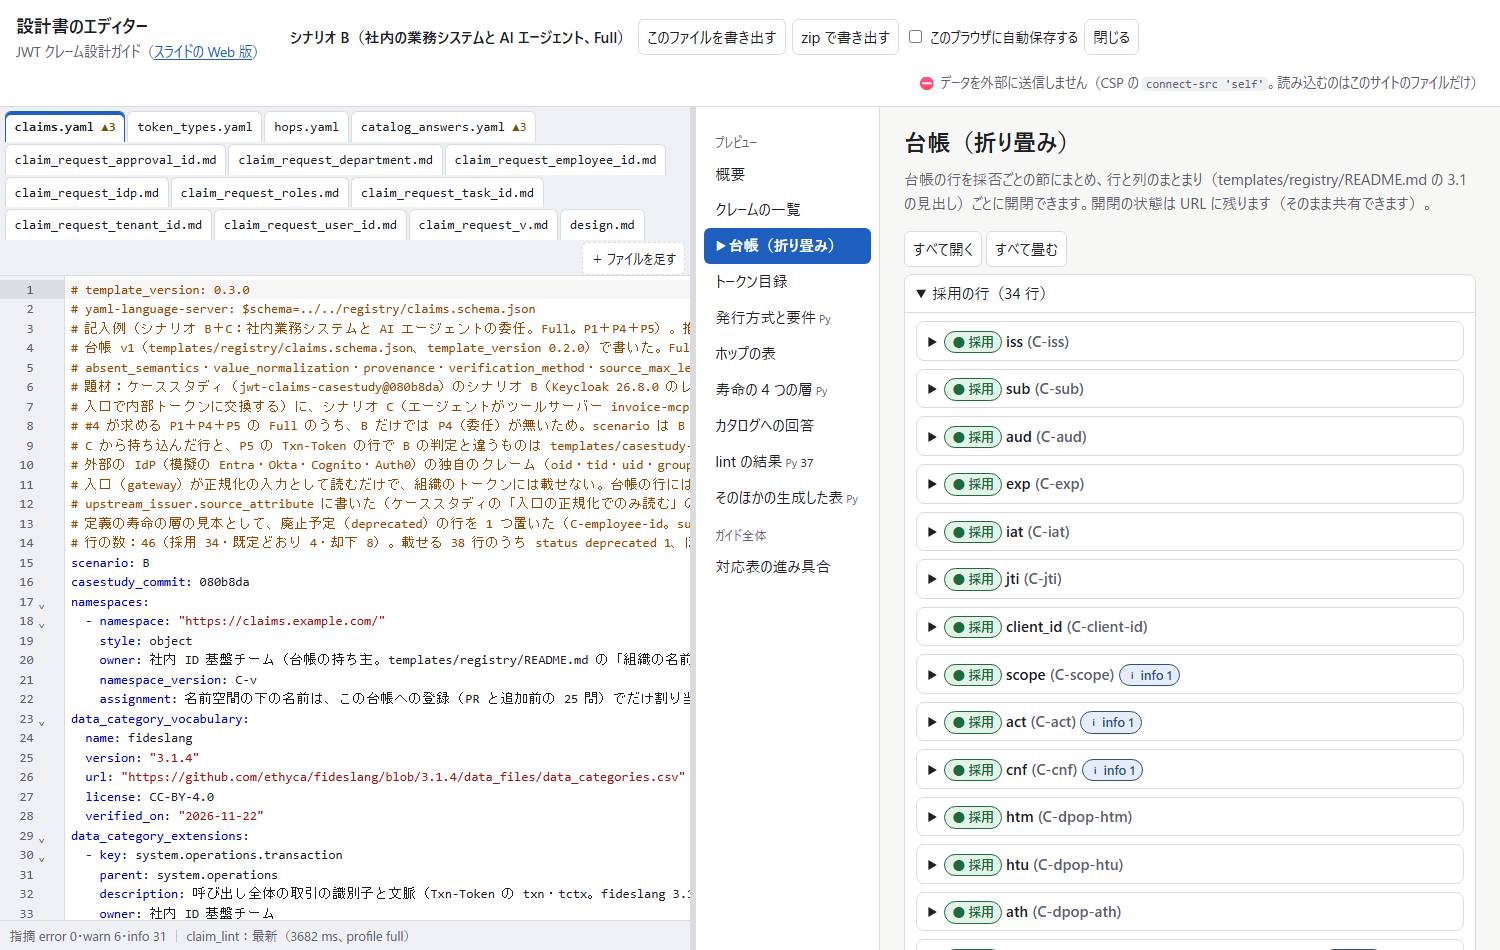 設計書のエディター
JWT クレーム設計ガイド（スライドの Web 版）
シナリオ B（社内の業務システムと AI エージェント、Full）
このファイルを書き出す
zip で書き出す
このブラウザに自動保存する
閉じる
データを外部に送信しません（CSP の connect-src 'self'。読み込むのはこのサイトのファイルだけ）
claims.yaml ▲3
token_types.yaml
hops.yaml
catalog_answers.yaml ▲3
claim_request_approval_id.md
claim_request_department.md
claim_request_employee_id.md
claim_request_idp.md
claim_request_roles.md
claim_request_task_id.md
claim_request_tenant_id.md
claim_request_user_id.md
claim_request_v.md
design.md
＋ ファイルを足す
1 # template_version: 0.3.0
2 # yaml-language-server: $schema=../../registry/claims.schema.json
3 # 記入例（シナリオ B＋C：社内業務システムと AI エージェントの委任。Full。P1＋P4＋P5）。
4 # 台帳 v1（templates/registry/claims.schema.json、template_version 0.2.0）で書いた。Ful
5 # absent_semantics・value_normalization・provenance・verification_method・source_max_le
6 # 題材：ケーススタディ（jwt-claims-casestudy@080b8da）のシナリオ B（Keycloak 26.8.0 のレ
7 # 入口で内部トークンに交換する）に、シナリオ C（エージェントがツールサーバー invoice-mcp
8 # #4 が求める P1＋P4＋P5 の Full のうち、B だけでは P4（委任）が無いため。scenario は B
9 # C から持ち込んだ行と、P5 の Txn-Token の行で B の判定と違うものは templates/casestudy-
10 # 外部の IdP（模擬の Entra・Okta・Cognito・Auth0）の独自のクレーム（oid・tid・uid・group
11 # 入口（gateway）が正規化の入力として読むだけで、組織のトークンには載せない。台帳の行には
12 # upstream_issuer.source_attribute に書いた（ケーススタディの「入口の正規化でのみ読む」の
13 # 定義の寿命の層の見本として、廃止予定（deprecated）の行を 1 つ置いた（C-employee-id。su
14 # 行の数：46（採用 34・既定どおり 4・却下 8）。載せる 38 行のうち status deprecated 1、
15 scenario: B
16 casestudy_commit: 080b8da
17 namespaces:
18 - namespace: "https://claims.example.com/"
19 style: object
20 owner: 社内 ID 基盤チーム（台帳の持ち主。templates/registry/README.md の「組織の名前
21 namespace_version: C-v
22 assignment: 名前空間の下の名前は、この台帳への登録（PR と追加前の 25 問）でだけ割り当
23 data_category_vocabulary:
24 name: fideslang
25 version: "3.1.4"
26 url: "https://github.com/ethyca/fideslang/blob/3.1.4/data_files/data_categories.csv"
27 license: CC-BY-4.0
28 verified_on: "2026-11-22"
29 data_category_extensions:
30 - key: system.operations.transaction
31 parent: system.operations
32 description: 呼び出し全体の取引の識別子と文脈（Txn-Token の txn・tctx。fideslang 3.1
33 owner: 社内 ID 基盤チーム
指摘 error 0･warn 6･info 31
claim_lint：最新（3682 ms、profile full）
プレビュー
概要
クレームの一覧
▶台帳（折り畳み）
トークン目録
発行方式と要件 Py
ホップの表
寿命の 4 つの層 Py
カタログへの回答
lint の結果 Py 37
そのほかの生成した表 Py
ガイド全体
対応表の進み具合
台帳（折り畳み）
台帳の行を採否ごとの節にまとめ、行と列のまとまり（templates/registry/README.md の 3.1
の見出し）ごとに開閉できます。開閉の状態は URL に残ります（そのまま共有できます）。
すべて開く
すべて畳む
▼ 採用の行（34 行）
▶ ● 採用 iss (C-iss)
▶ ● 採用 sub (C-sub)
▶ ● 採用 aud (C-aud)
▶ ● 採用 exp (C-exp)
▶ ● 採用 iat (C-iat)
▶ ● 採用 jti (C-jti)
▶ ● 採用 client_id (C-client-id)
▶ ● 採用 scope (C-scope) i info 1
▶ ● 採用 act (C-act) i info 1
▶ ● 採用 cnf (C-cnf) i info 1
▶ ● 採用 htm (C-dpop-htm)
▶ ● 採用 htu (C-dpop-htu)
▶ ● 採用 ath (C-dpop-ath)